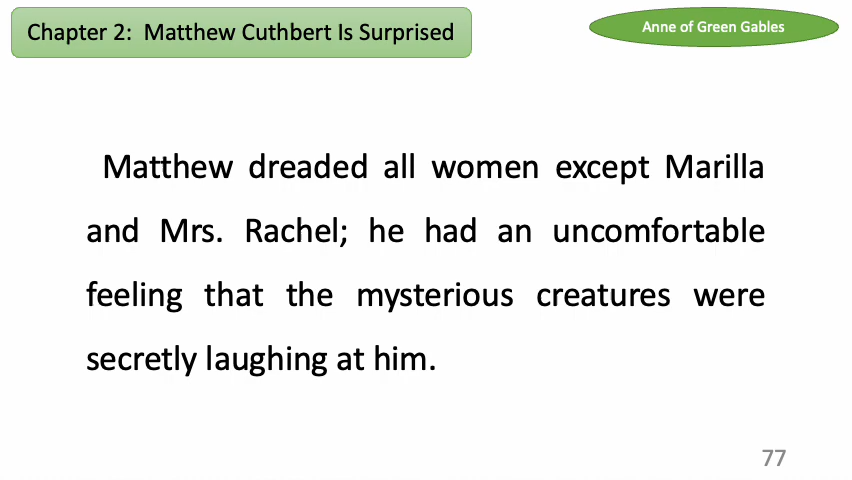 Chapter 2:  Matthew Cuthbert Is Surprised
Anne of Green Gables
Matthew dreaded all women except Marilla
and Mrs. Rachel; he had an uncomfortable
feeling that the mysterious creatures were
secretly laughing at him.
77